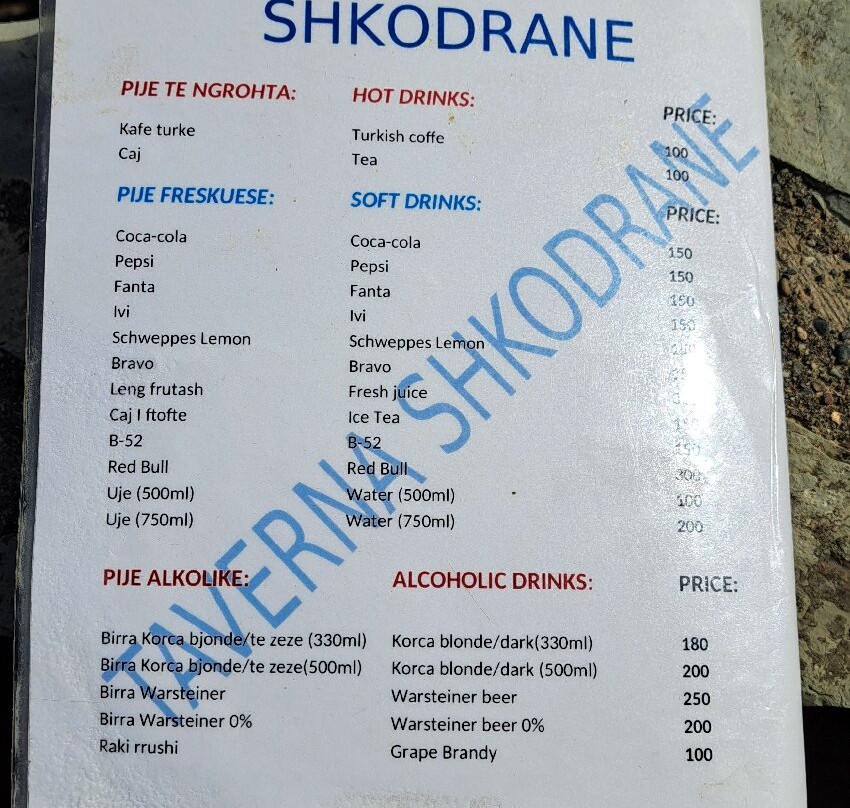 SHKODRANE
PIJE TE NGROHTA: HOT DRINKS: PRICE:
Kafe turke Turkish coffe 100
Caj Tea 100
PIJE FRESKUESE: SOFT DRINKS: PRICE:
Coca-cola Coca-cola 150
Pepsi Pepsi 150
Fanta Fanta 150
Ivi Ivi 150
Schweppes Lemon Schweppes Lemon
Bravo Bravo
Leng frutash Fresh juice
Caj I ftofte Ice Tea
B-52 B-52 150
Red Bull Red Bull 300
Uje (500ml) Water (500ml) 100
Uje (750ml) Water (750ml) 200
PIJE ALKOLIKE: ALCOHOLIC DRINKS: PRICE:
Birra Korca bjonde/te zeze (330ml) Korca blonde/dark(330ml) 180
Birra Korca bjonde/te zeze(500ml) Korca blonde/dark (500ml) 200
Birra Warsteiner Warsteiner beer 250
Birra Warsteiner 0% Warsteiner beer 0% 200
Raki rrushi Grape Brandy 100
TAVERNA SHKODRANE